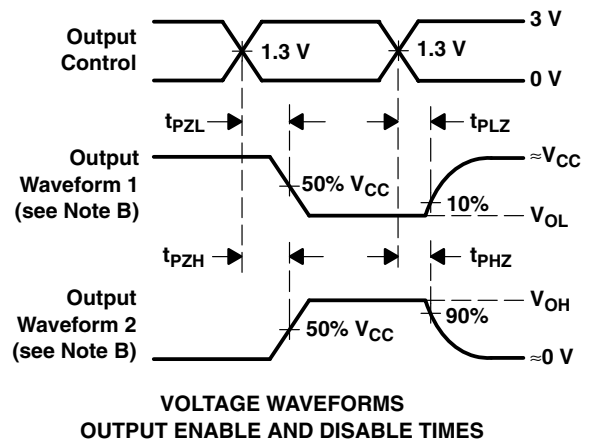 3 V
Output
Control
1.3 V
1.3 V
0 V
tPZL
tPLZ
Output
Waveform 1
(see Note B)
50% VCC
≈VCC
10%
VOL
tPZH
tPHZ
Output
Waveform 2
(see Note B)
50% VCC
VOH
90%
≈0 V
VOLTAGE WAVEFORMS
OUTPUT ENABLE AND DISABLE TIMES